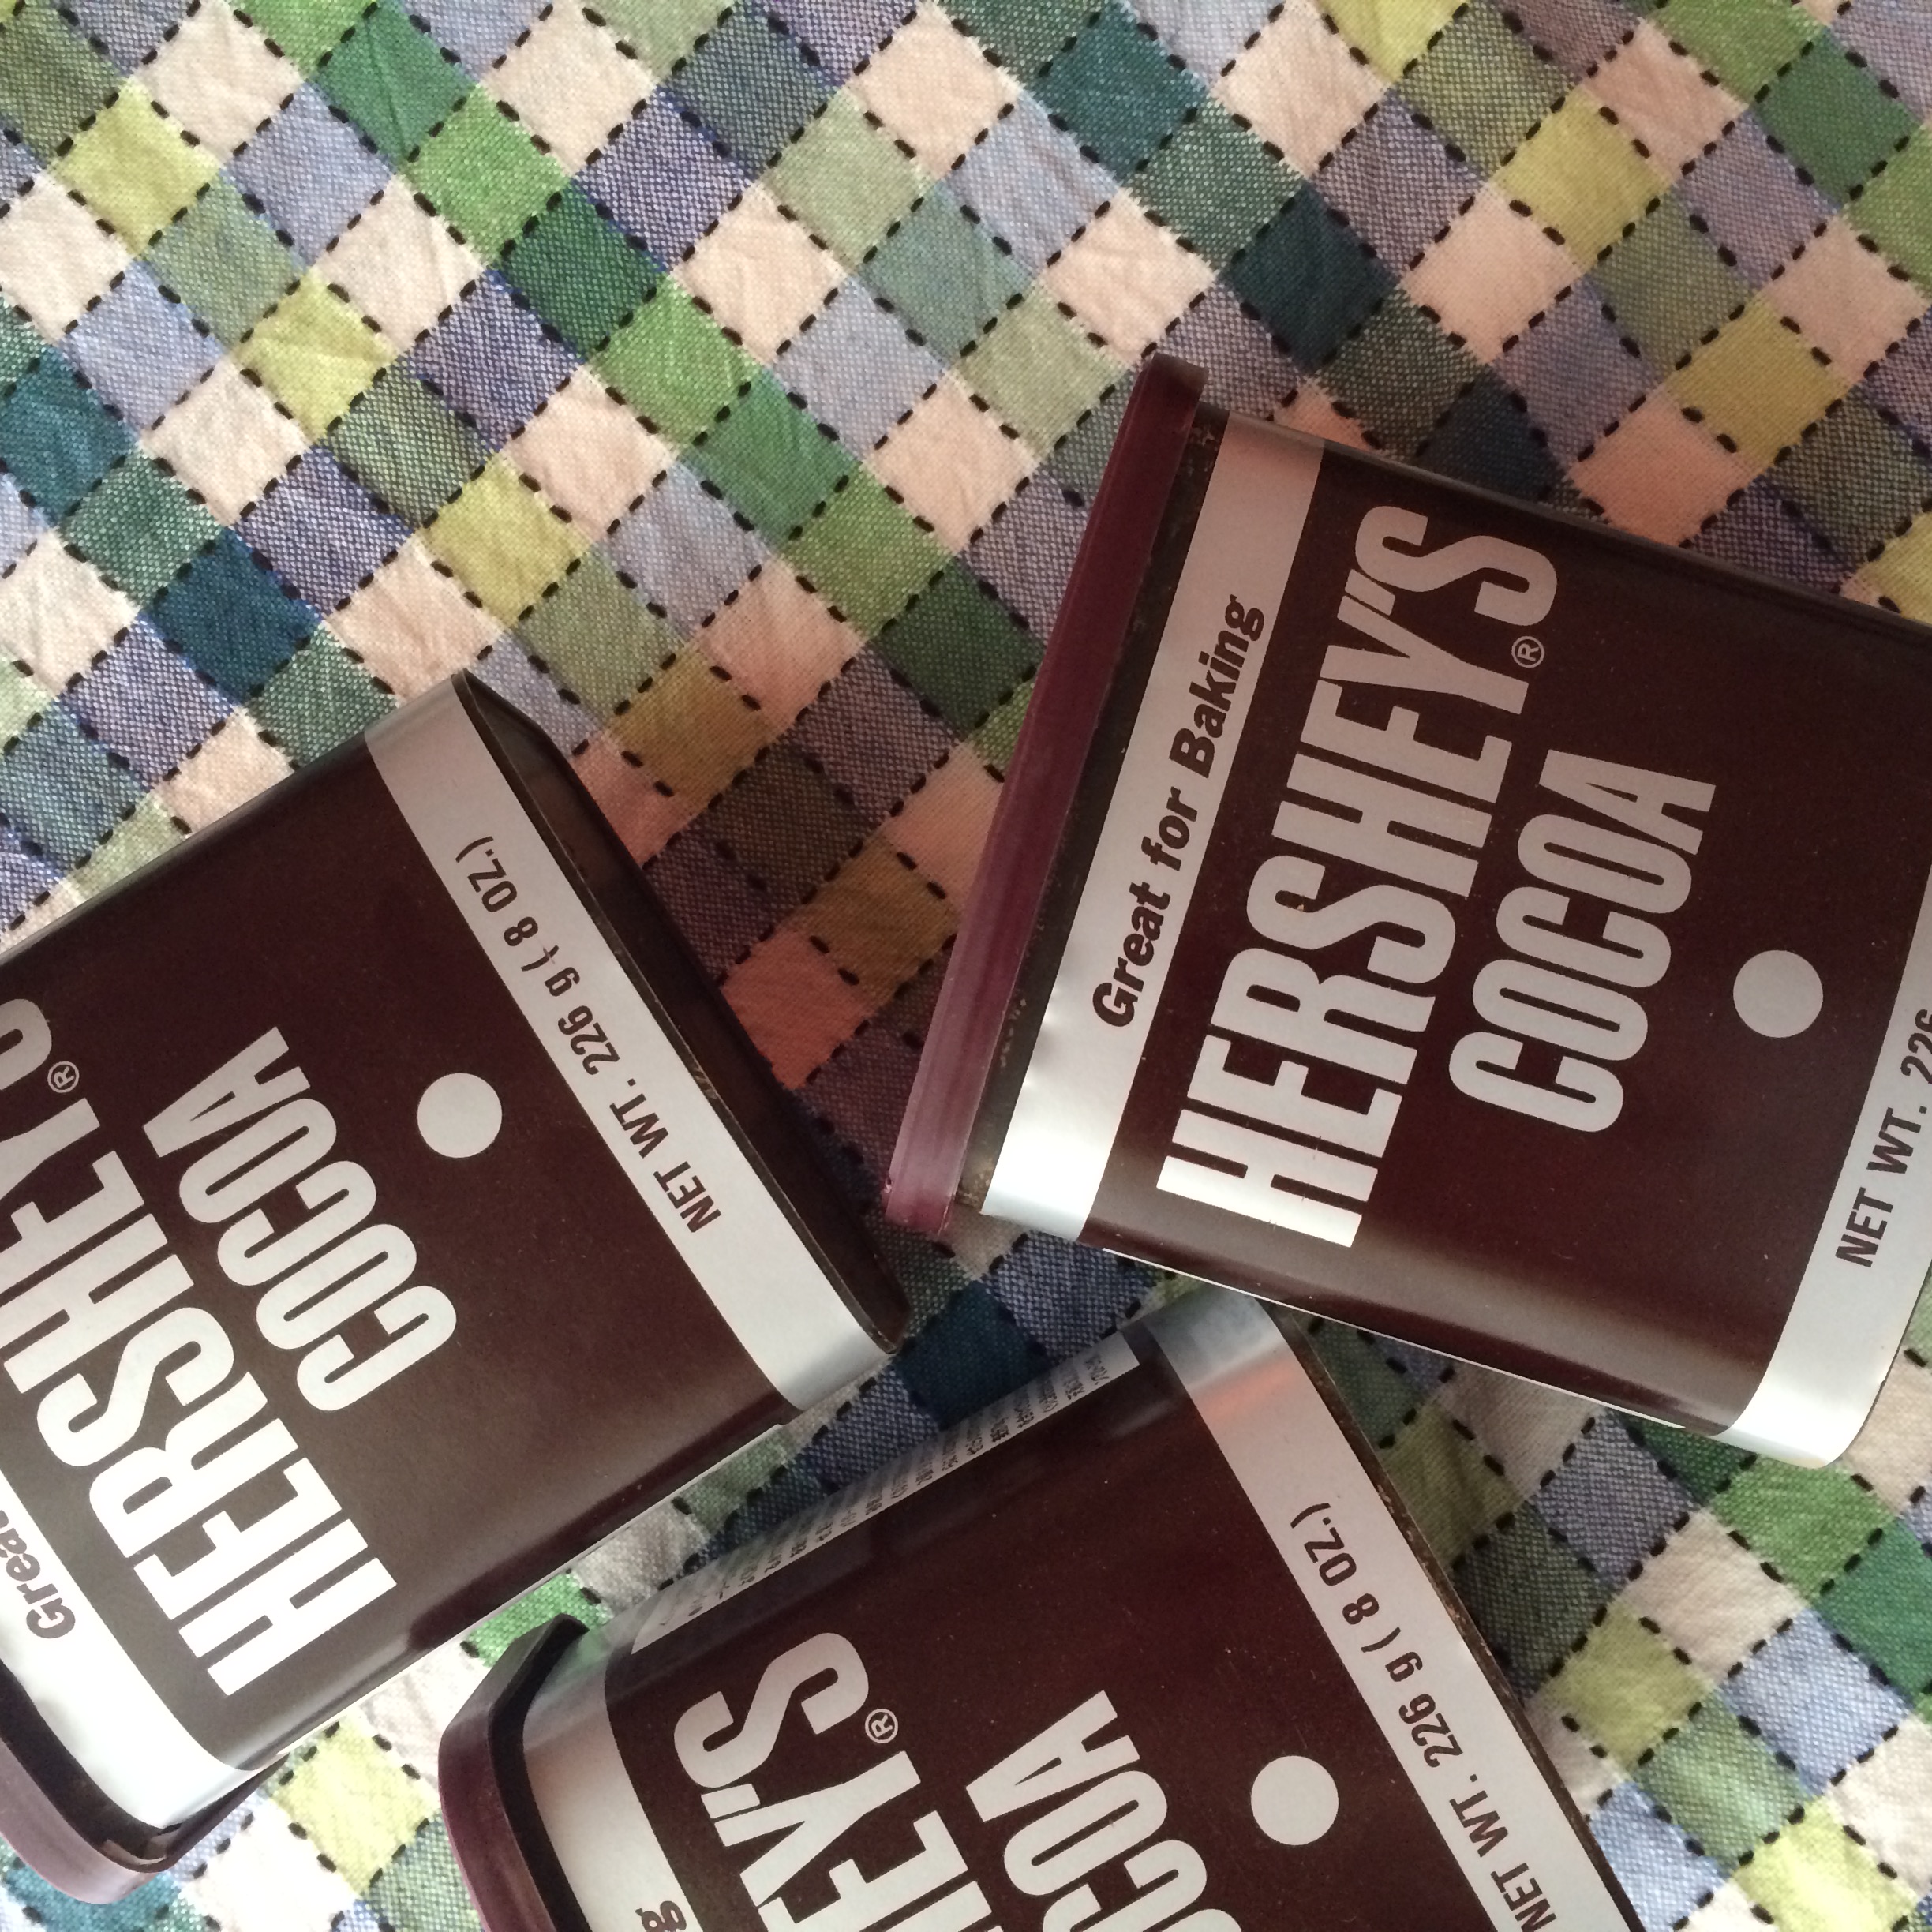 Great for Baking
HERSHEY'S®
COCOA
NET WT. 226
HERSHEY'S®
COCOA
NET WT. 226 g ( 8 OZ.)
HEY'S®
COA
NET WT. 226 g ( 8 OZ.)